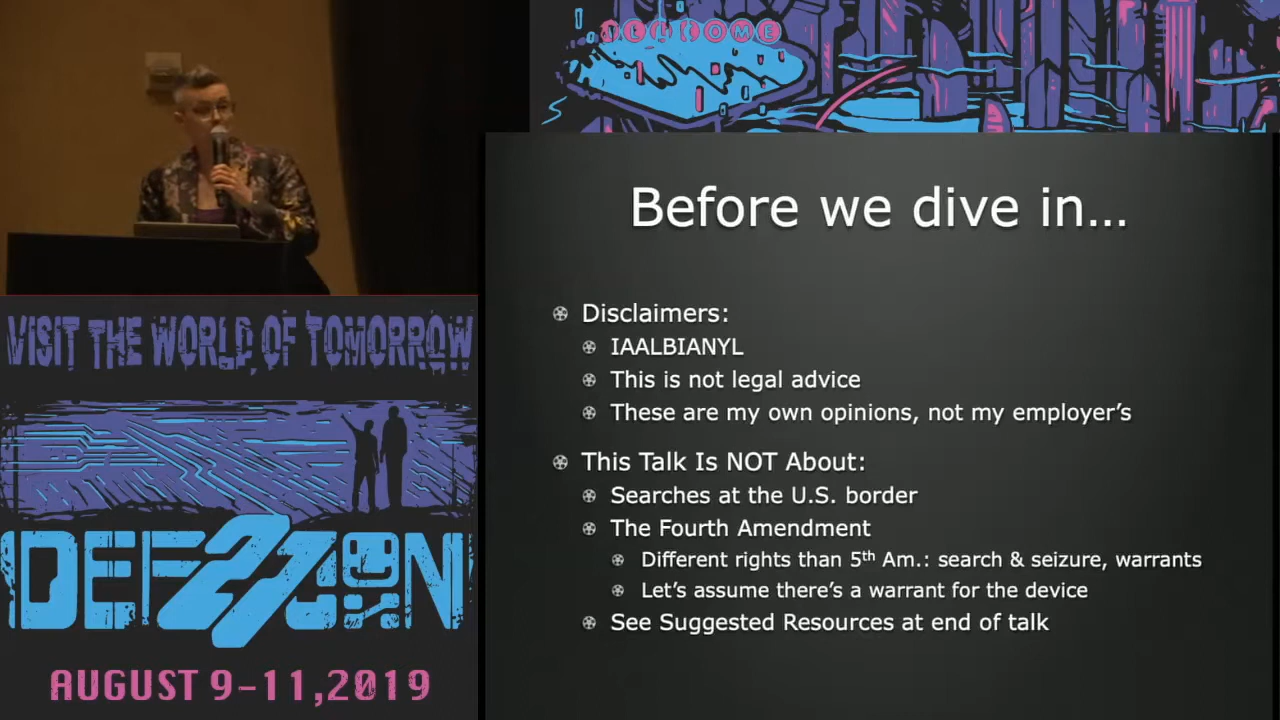 WELCOME
Before we dive in...
Disclaimers:
IAALBIANYL
This is not legal advice
These are my own opinions, not my employer's
This Talk Is NOT About:
Searches at the U.S. border
The Fourth Amendment
Different rights than 5th Am.: search & seizure, warrants
Let's assume there's a warrant for the device
See Suggested Resources at end of talk
VISIT THE WORLD OF TOMORROW
DEF 27 CON
AUGUST 9-11,2019